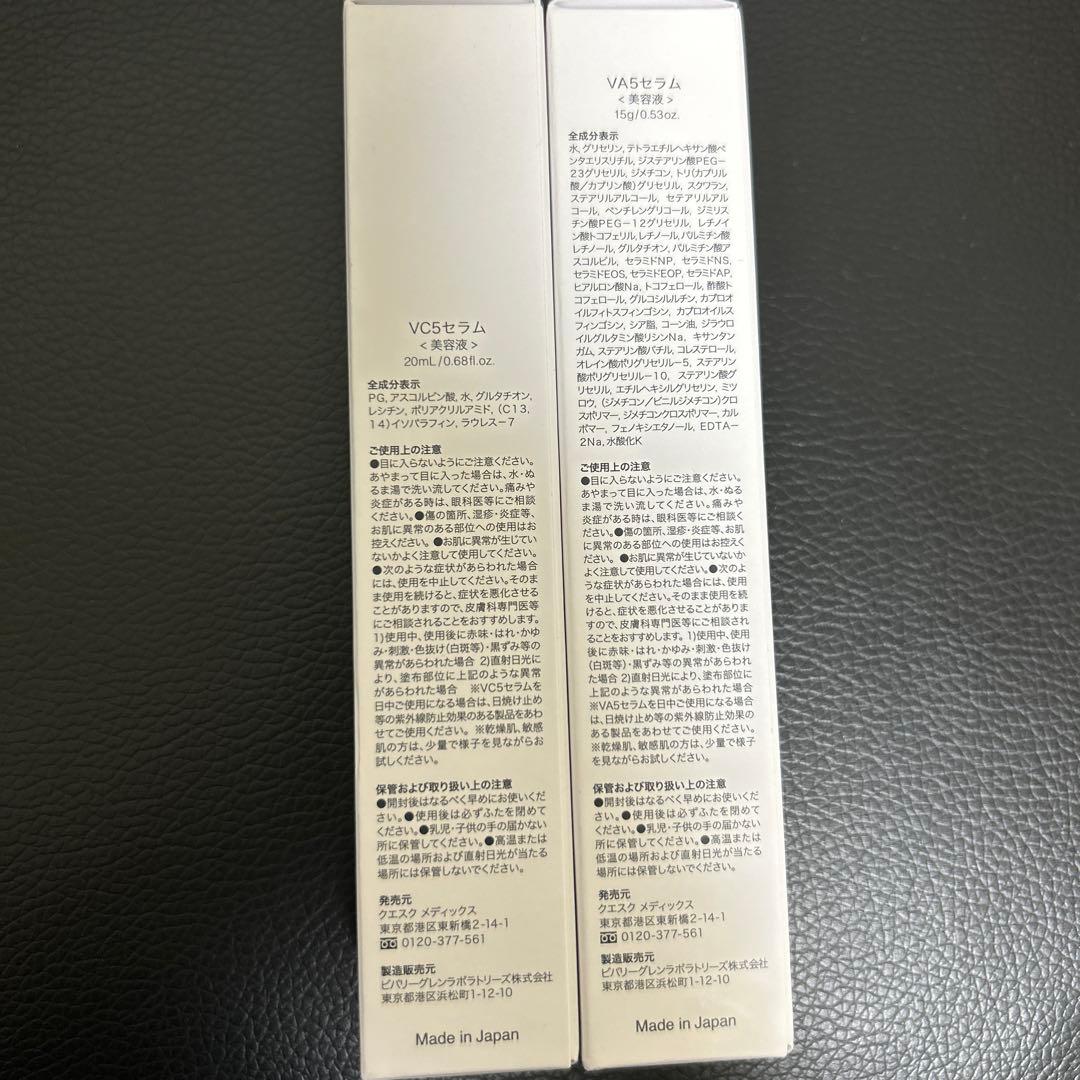 VC5セラム
<美容液>
20mL/0.68fl.oz.
全成分表示
PG, アスコルビン酸, 水, グルタチオン,
レシチン, ポリアクリルアミド, (C13,
14)イソパラフィン, ラウレス−7
ご使用上の注意
●目に入らないようにご注意ください。
あやまって目に入った場合は、水・ぬ
るま湯で洗い流してください。痛みや
炎症がある時は、眼科医等にご相談
ください。●傷の箇所、湿疹・炎症等、
お肌に異常のある部位への使用はお
控えください。 ●お肌に異常が生じてい
ないかよく注意して使用してください。
●次のような症状があらわれた場合
には、使用を中止してください。そのま
ま使用を続けると、症状を悪化させる
ことがありますので、皮膚科専門医等
にご相談されることをおすすめします。
1)使用中、使用後に赤味・はれ・かゆ
み・刺激・色抜け(白斑等)・黒ずみ等の
異常があらわれた場合 2)直射日光に
より、塗布部位に上記のような異常
があらわれた場合 ※VC5セラムを
日中ご使用になる場合は、日焼け止め
等の紫外線防止効果のある製品をあわ
せてご使用ください。 ※乾燥肌、敏感
肌の方は、少量で様子を見ながらお
試しください。
保管および取り扱い上の注意
●開封後はなるべく早めにお使いくだ
さい。●使用後は必ずふたを閉めて
ください。●乳児・子供の手の届かない
所に保管してください。●高温または
低温の場所および直射日光が当たる
場所には保管しないでください。
発売元
クエスク メディックス
東京都港区東新橋2-14-1
0120-377-561
製造販売元
ビバリーグレンラボラトリーズ株式会社
東京都港区浜松町1-12-10
Made in Japan
VA5セラム
<美容液>
15g/0.53oz.
全成分表示
水, グリセリン, テトラエチルヘキサン酸ペ
ンタエリスリチル, ジステアリン酸PEG−
23グリセリル, ジメチコン, トリ(カプリル
酸/カプリン酸)グリセリル, スクワラン,
ステアリルアルコール, セテアリルアル
コール, ペンチレングリコール, ジミリス
チン酸PEG−12グリセリル, レチノイ
ン酸トコフェリル, レチノール, パルミチン酸
レチノール, グルタチオン, パルミチン酸ア
スコルビル, セラミドNP, セラミドNS,
セラミドEOS, セラミドEOP, セラミドAP,
ヒアルロン酸Na, トコフェロール, 酢酸ト
コフェロール, グルコシルルチン, カプロオ
イルフィトスフィンゴシン, カプロオイルス
フィンゴシン, シア脂, コーン油, ジラウロ
イルグルタミン酸リシンNa, キサンタン
ガム, ステアリン酸バチル, コレステロール,
オレイン酸ポリグリセリル−5, ステアリン
酸ポリグリセリル−10, ステアリン酸グ
リセリル, エチルヘキシルグリセリン, ミツ
ロウ, (ジメチコン/ビニルジメチコン)クロ
スポリマー, ジメチコンクロスポリマー, カル
ボマー, フェノキシエタノール, EDTA−
2Na, 水酸化K
ご使用上の注意
●目に入らないようにご注意ください。
あやまって目に入った場合は、水・ぬる
ま湯で洗い流してください。痛みや
炎症がある時は、眼科医等にご相談く
ださい。●傷の箇所、湿疹・炎症等、お肌
に異常のある部位への使用はお控えく
ださい。 ●お肌に異常が生じていないか
よく注意して使用してください。●次のよ
うな症状があらわれた場合には、使用
を中止してください。そのまま使用を続
けると、症状を悪化させることがありま
すので、皮膚科専門医等にご相談され
ることをおすすめします。 1)使用中、使用
後に赤味・はれ・かゆみ・刺激・色抜け
(白斑等)・黒ずみ等の異常があらわれ
た場合 2)直射日光により、塗布部位に
上記のような異常があらわれた場合 ※
※VA5セラムを日中ご使用になる場合
は、日焼け止め等の紫外線防止効果の
ある製品をあわせてご使用ください。
※乾燥肌、敏感肌の方は、少量で様子
を見ながらお試しください。
保管および取り扱い上の注意
●開封後はなるべく早めにお使いくだ
さい。●使用後は必ずふたを閉めて
ください。●乳児・子供の手の届かない
所に保管してください。●高温または
低温の場所および直射日光が当たる
場所には保管しないでください。
発売元
クエスク メディックス
東京都港区東新橋2-14-1
0120-377-561
製造販売元
ビバリーグレンラボラトリーズ株式会社
東京都港区浜松町1-12-10
Made in Japan